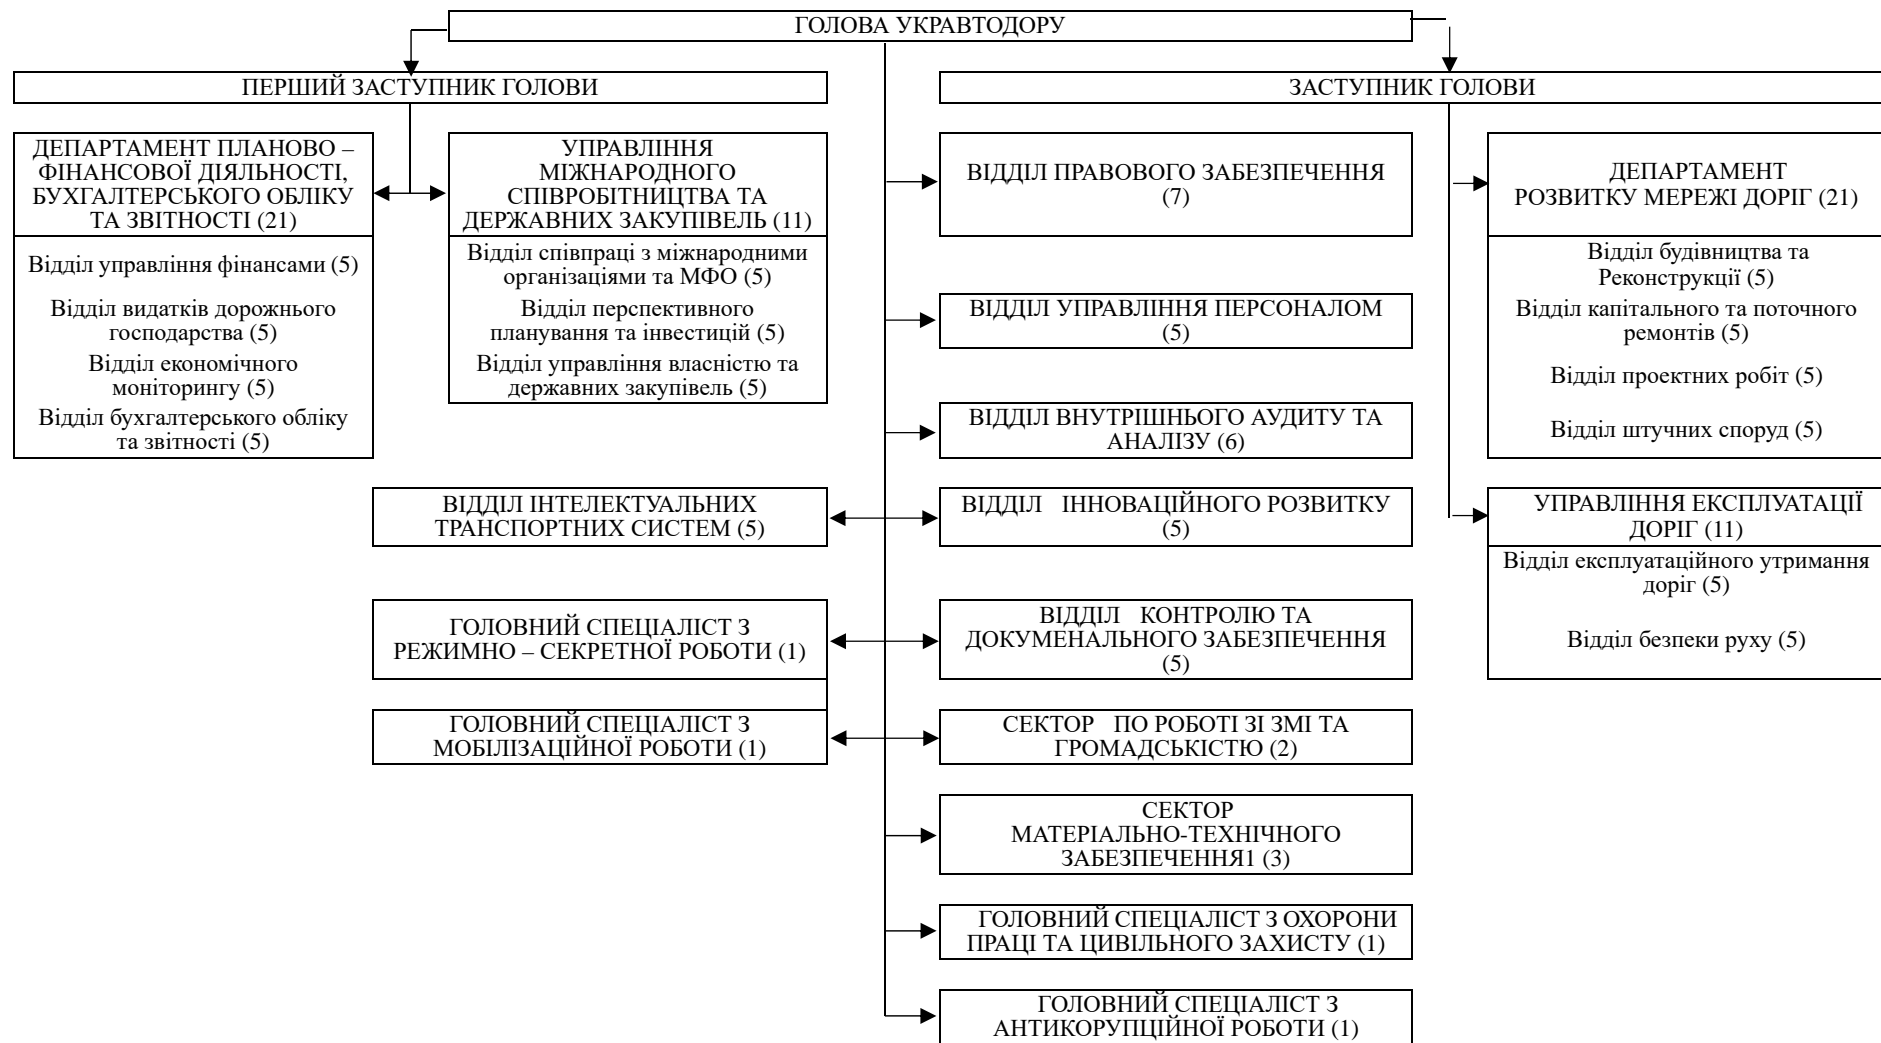 ГОЛОВА УКРАВТОДОРУ
ПЕРШИЙ ЗАСТУПНИК ГОЛОВИ
ЗАСТУПНИК ГОЛОВИ
ДЕПАРТАМЕНТ ПЛАНОВО –
ФІНАНСОВОЇ ДІЯЛЬНОСТІ,
БУХГАЛТЕРСЬКОГО ОБЛІКУ
ТА ЗВІТНОСТІ (21)
Відділ управління фінансами (5)
Відділ видатків дорожнього
господарства (5)
Відділ економічного
моніторингу (5)
Відділ бухгалтерського обліку
та звітності (5)
УПРАВЛІННЯ
МІЖНАРОДНОГО
СПІВРОБІТНИЦТВА ТА
ДЕРЖАВНИХ ЗАКУПІВЕЛЬ (11)
Відділ співпраці з міжнародними
організаціями та МФО (5)
Відділ перспективного
планування та інвестицій (5)
Відділ управління власністю та
державних закупівель (5)
ВІДДІЛ ІНТЕЛЕКТУАЛЬНИХ
ТРАНСПОРТНИХ СИСТЕМ (5)
ГОЛОВНИЙ СПЕЦІАЛІСТ З
РЕЖИМНО – СЕКРЕТНОЇ РОБОТИ (1)
ГОЛОВНИЙ СПЕЦІАЛІСТ З
МОБІЛІЗАЦІЙНОЇ РОБОТИ (1)
ВІДДІЛ ПРАВОВОГО ЗАБЕЗПЕЧЕННЯ
(7)
ВІДДІЛ УПРАВЛІННЯ ПЕРСОНАЛОМ
(5)
ВІДДІЛ ВНУТРІШНЬОГО АУДИТУ ТА
АНАЛІЗУ (6)
ВІДДІЛ ІННОВАЦІЙНОГО РОЗВИТКУ
(5)
ВІДДІЛ КОНТРОЛЮ ТА
ДОКУМЕНАЛЬНОГО ЗАБЕЗПЕЧЕННЯ
(5)
СЕКТОР ПО РОБОТІ ЗІ ЗМІ ТА
ГРОМАДСЬКІСТЮ (2)
СЕКТОР
МАТЕРІАЛЬНО-ТЕХНІЧНОГО
ЗАБЕЗПЕЧЕННЯ1 (3)
ГОЛОВНИЙ СПЕЦІАЛІСТ З ОХОРОНИ
ПРАЦІ ТА ЦИВІЛЬНОГО ЗАХИСТУ (1)
ГОЛОВНИЙ СПЕЦІАЛІСТ З
АНТИКОРУПЦІЙНОЇ РОБОТИ (1)
ДЕПАРТАМЕНТ
РОЗВИТКУ МЕРЕЖІ ДОРІГ (21)
Відділ будівництва та
Реконструкції (5)
Відділ капітального та поточного
ремонтів (5)
Відділ проектних робіт (5)
Відділ штучних споруд (5)
УПРАВЛІННЯ ЕКСПЛУАТАЦІЇ
ДОРІГ (11)
Відділ експлуатаційного утримання
доріг (5)
Відділ безпеки руху (5)